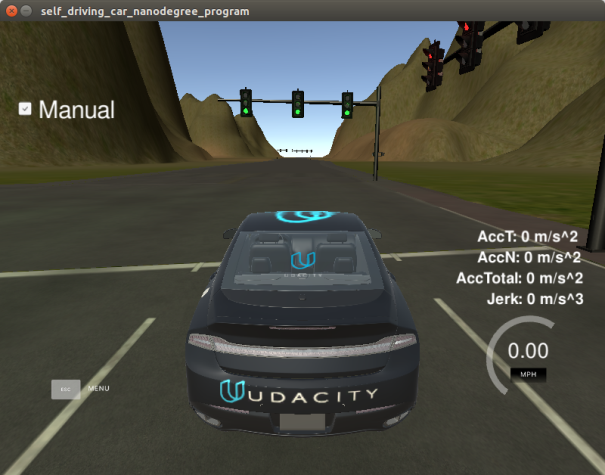 self_driving_car_nanodegree_program
Manual
AccT: 0 m/s^2
AccN: 0 m/s^2
AccTotal: 0 m/s^2
Jerk: 0 m/s^3
0.00
MPH
ESC MENU
UDACITY